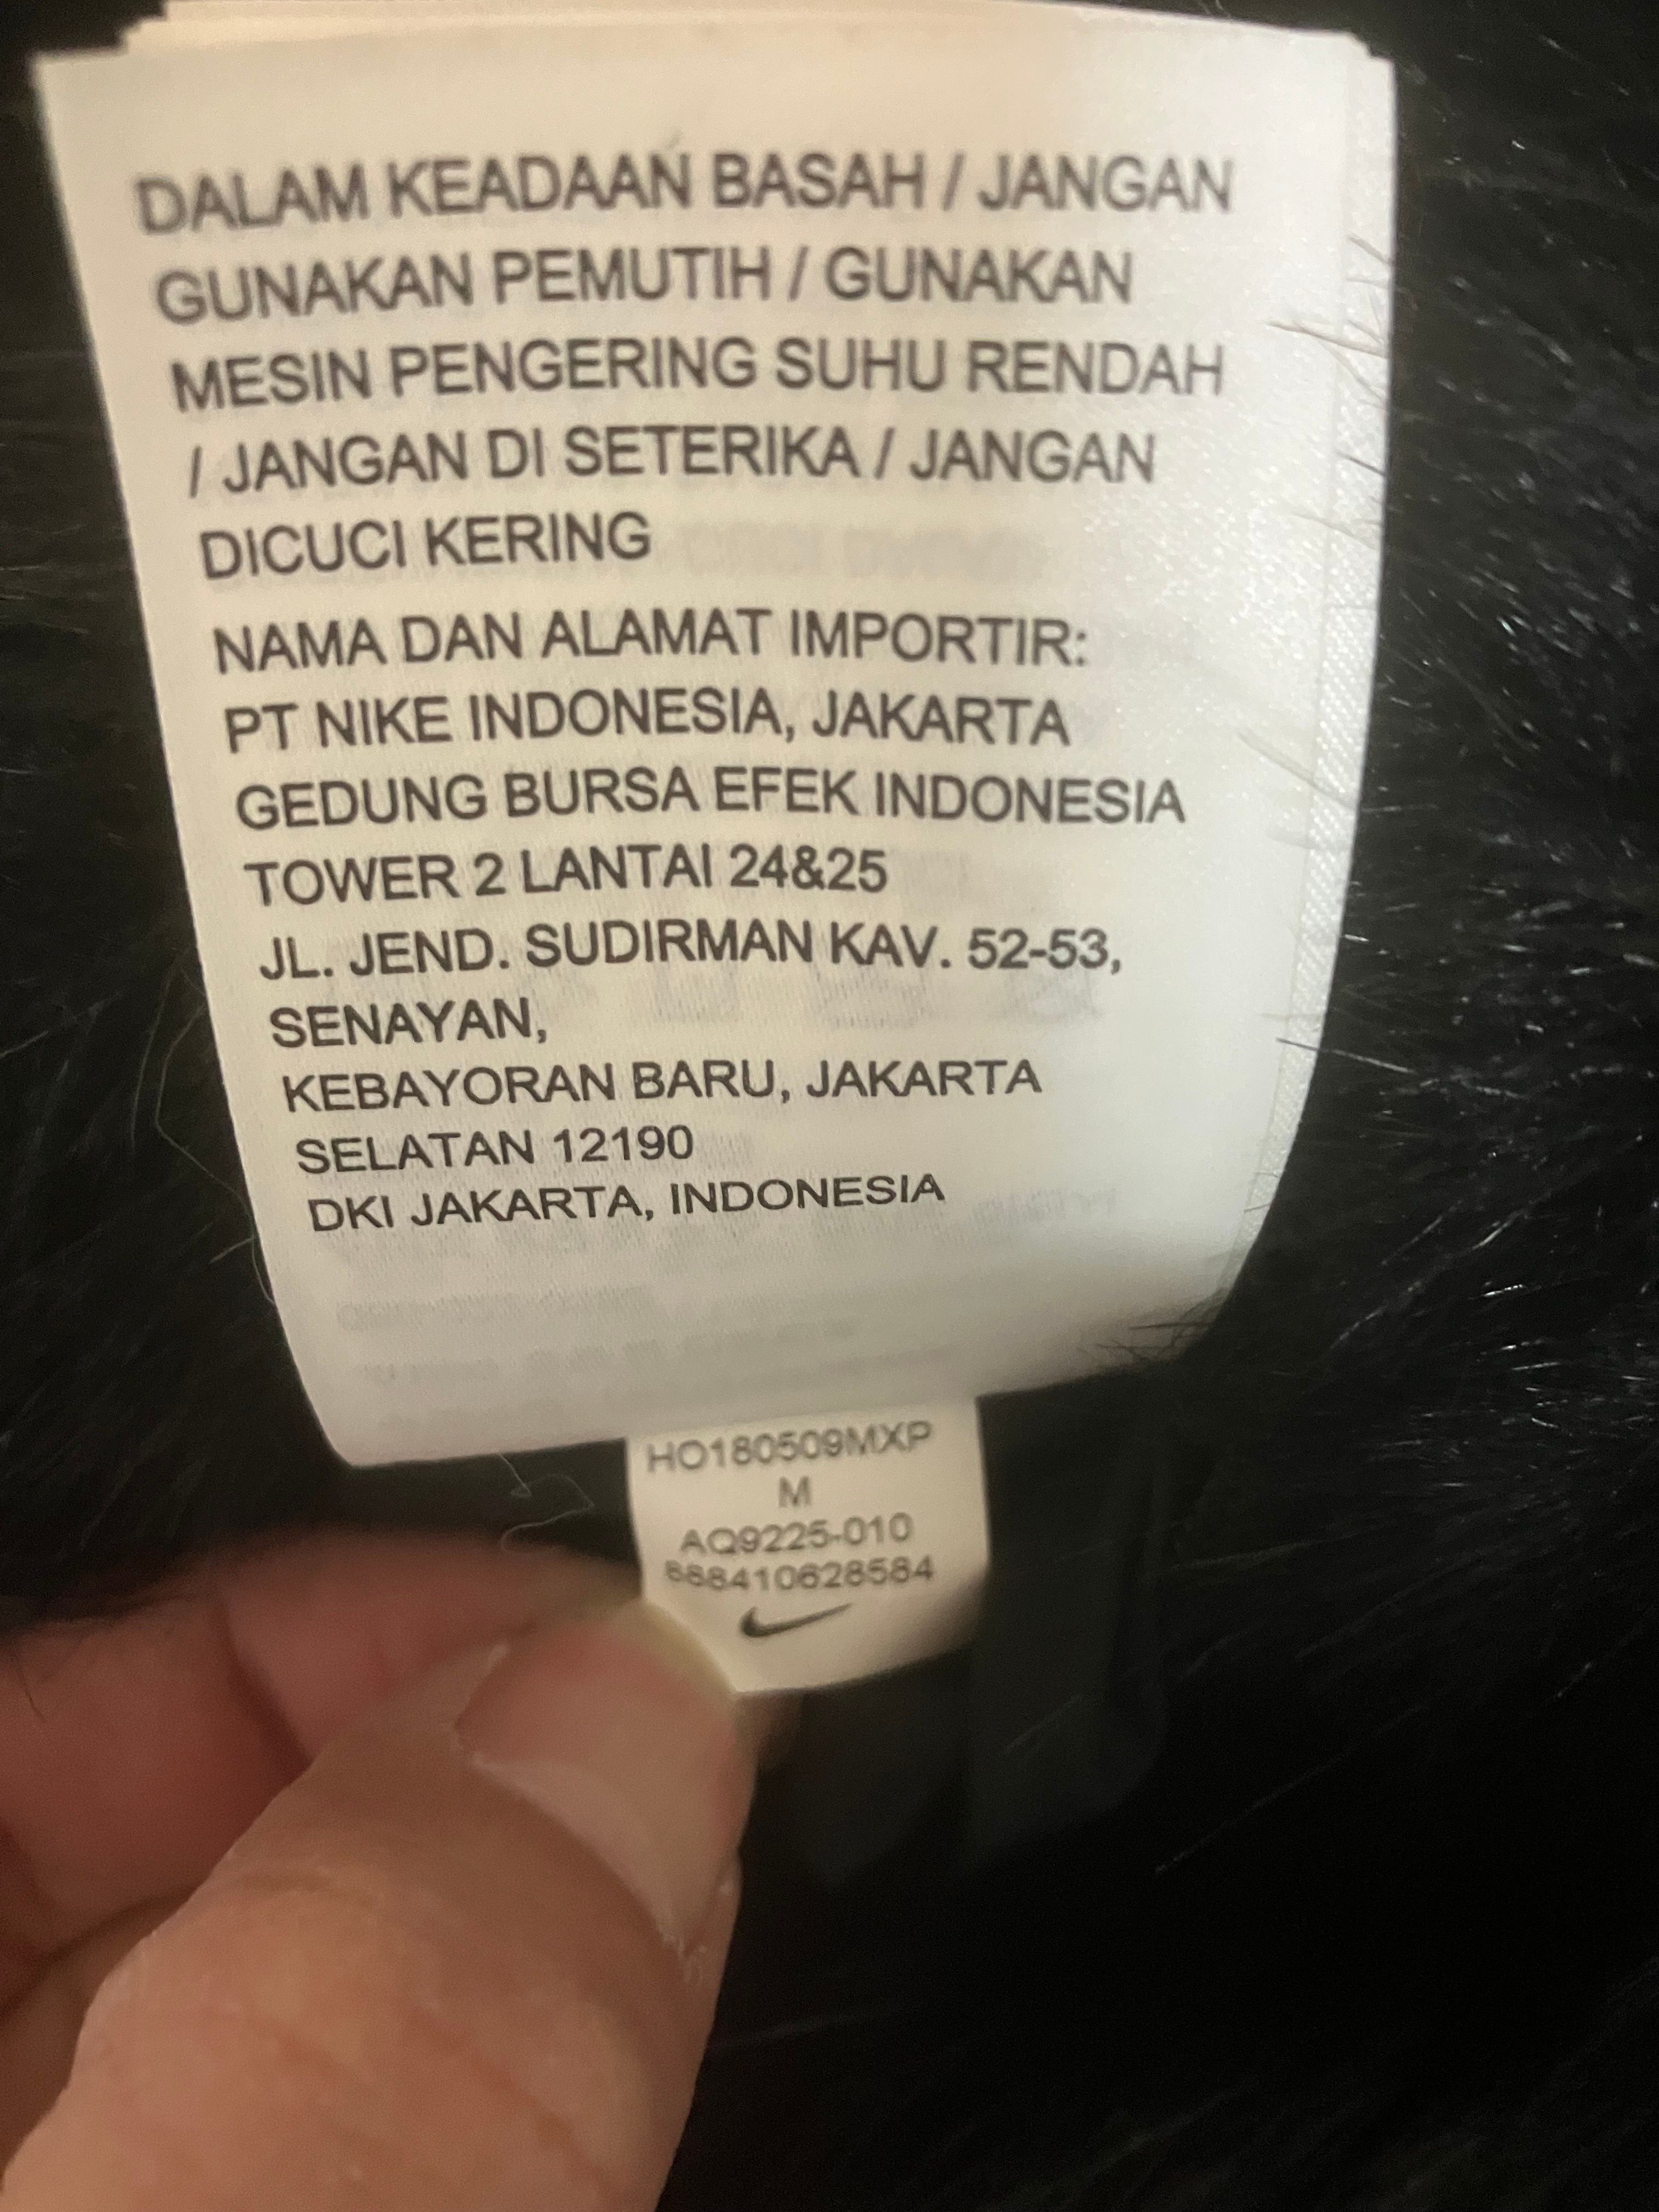 DALAM KEADAAN BASAH / JANGAN
GUNAKAN PEMUTIH / GUNAKAN
MESIN PENGERING SUHU RENDAH
/ JANGAN DI SETERIKA / JANGAN
DICUCI KERING
NAMA DAN ALAMAT IMPORTIR:
PT NIKE INDONESIA, JAKARTA
GEDUNG BURSA EFEK INDONESIA
TOWER 2 LANTAI 24&25
JL. JEND. SUDIRMAN KAV. 52-53,
SENAYAN,
KEBAYORAN BARU, JAKARTA
SELATAN 12190
DKI JAKARTA, INDONESIA
HO180509MXP
M
AQ9225-010
888410628584